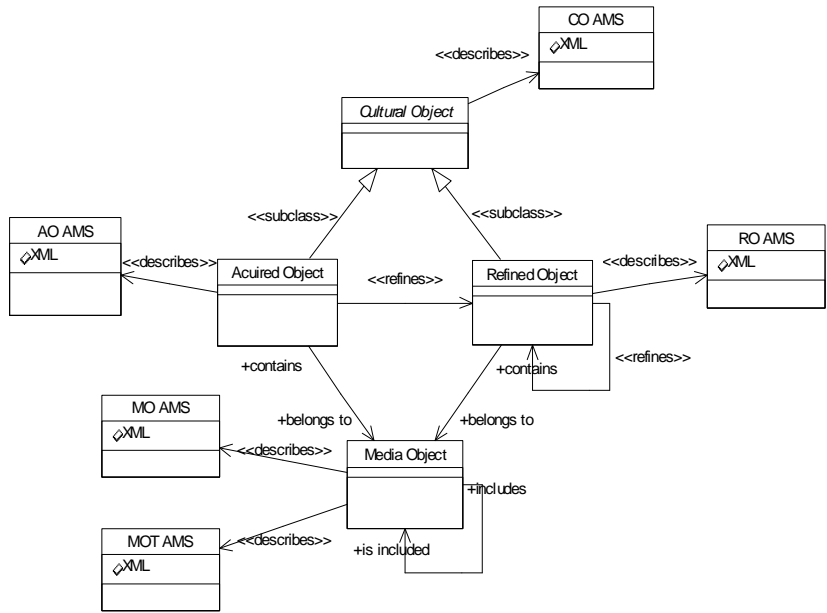 CO AMS
XML
<<describes>>
Cultural Object
<<subclass>>
<<subclass>>
AO AMS
XML
<<describes>>
Acuired Object
<<refines>>
Refined Object
<<describes>>
RO AMS
XML
<<refines>>
+contains
+contains
+belongs to
+belongs to
MO AMS
XML
<<describes>>
Media Object
+includes
+is included
MOT AMS
XML
<<describes>>